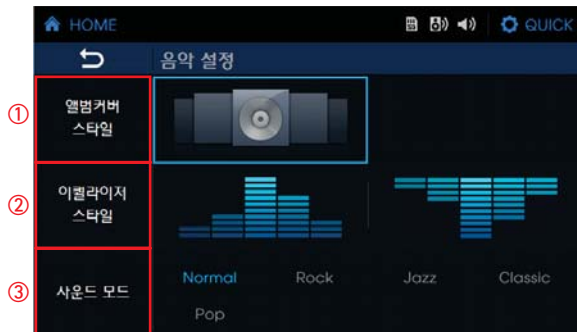 HOME
QUICK
음악 설정
①
앨범커버
스타일
②
이퀄라이저
스타일
③
사운드 모드
Normal
Rock
Jazz
Classic
Pop